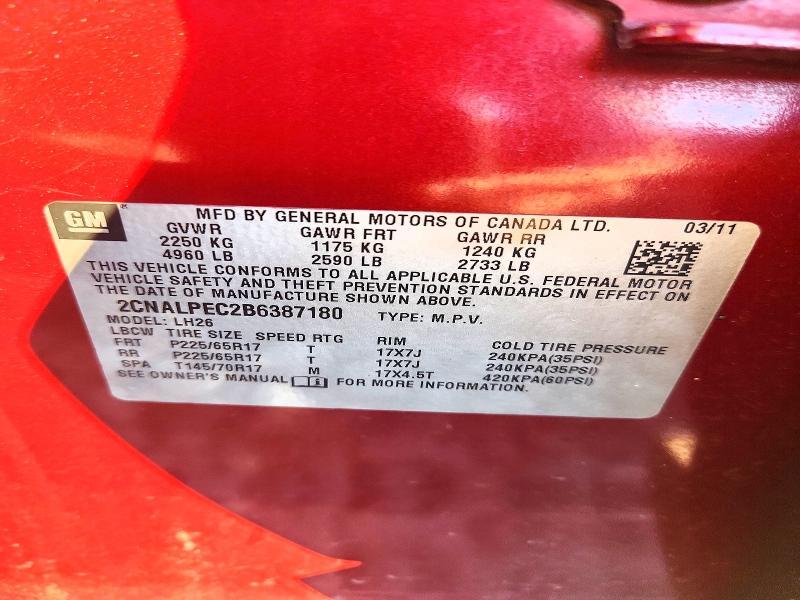 GM®
MFD BY GENERAL MOTORS OF CANADA LTD. 03/11
GVWR GAWR FRT GAWR RR
2250 KG 1175 KG 1240 KG
4960 LB 2590 LB 2733 LB
THIS VEHICLE CONFORMS TO ALL APPLICABLE U.S. FEDERAL MOTOR
VEHICLE SAFETY AND THEFT PREVENTION STANDARDS IN EFFECT ON
THE DATE OF MANUFACTURE SHOWN ABOVE.
2CNALPEC2B6387180 TYPE: M.P.V.
MODEL: LH26
LBCW TIRE SIZE SPEED RTG RIM COLD TIRE PRESSURE
FRT P225/65R17 T 17X7J 240KPA(35PSI)
RR P225/65R17 T 17X7J 240KPA(35PSI)
SPA T145/70R17 M 17X4.5T 420KPA(60PSI)
SEE OWNER'S MANUAL FOR MORE INFORMATION.